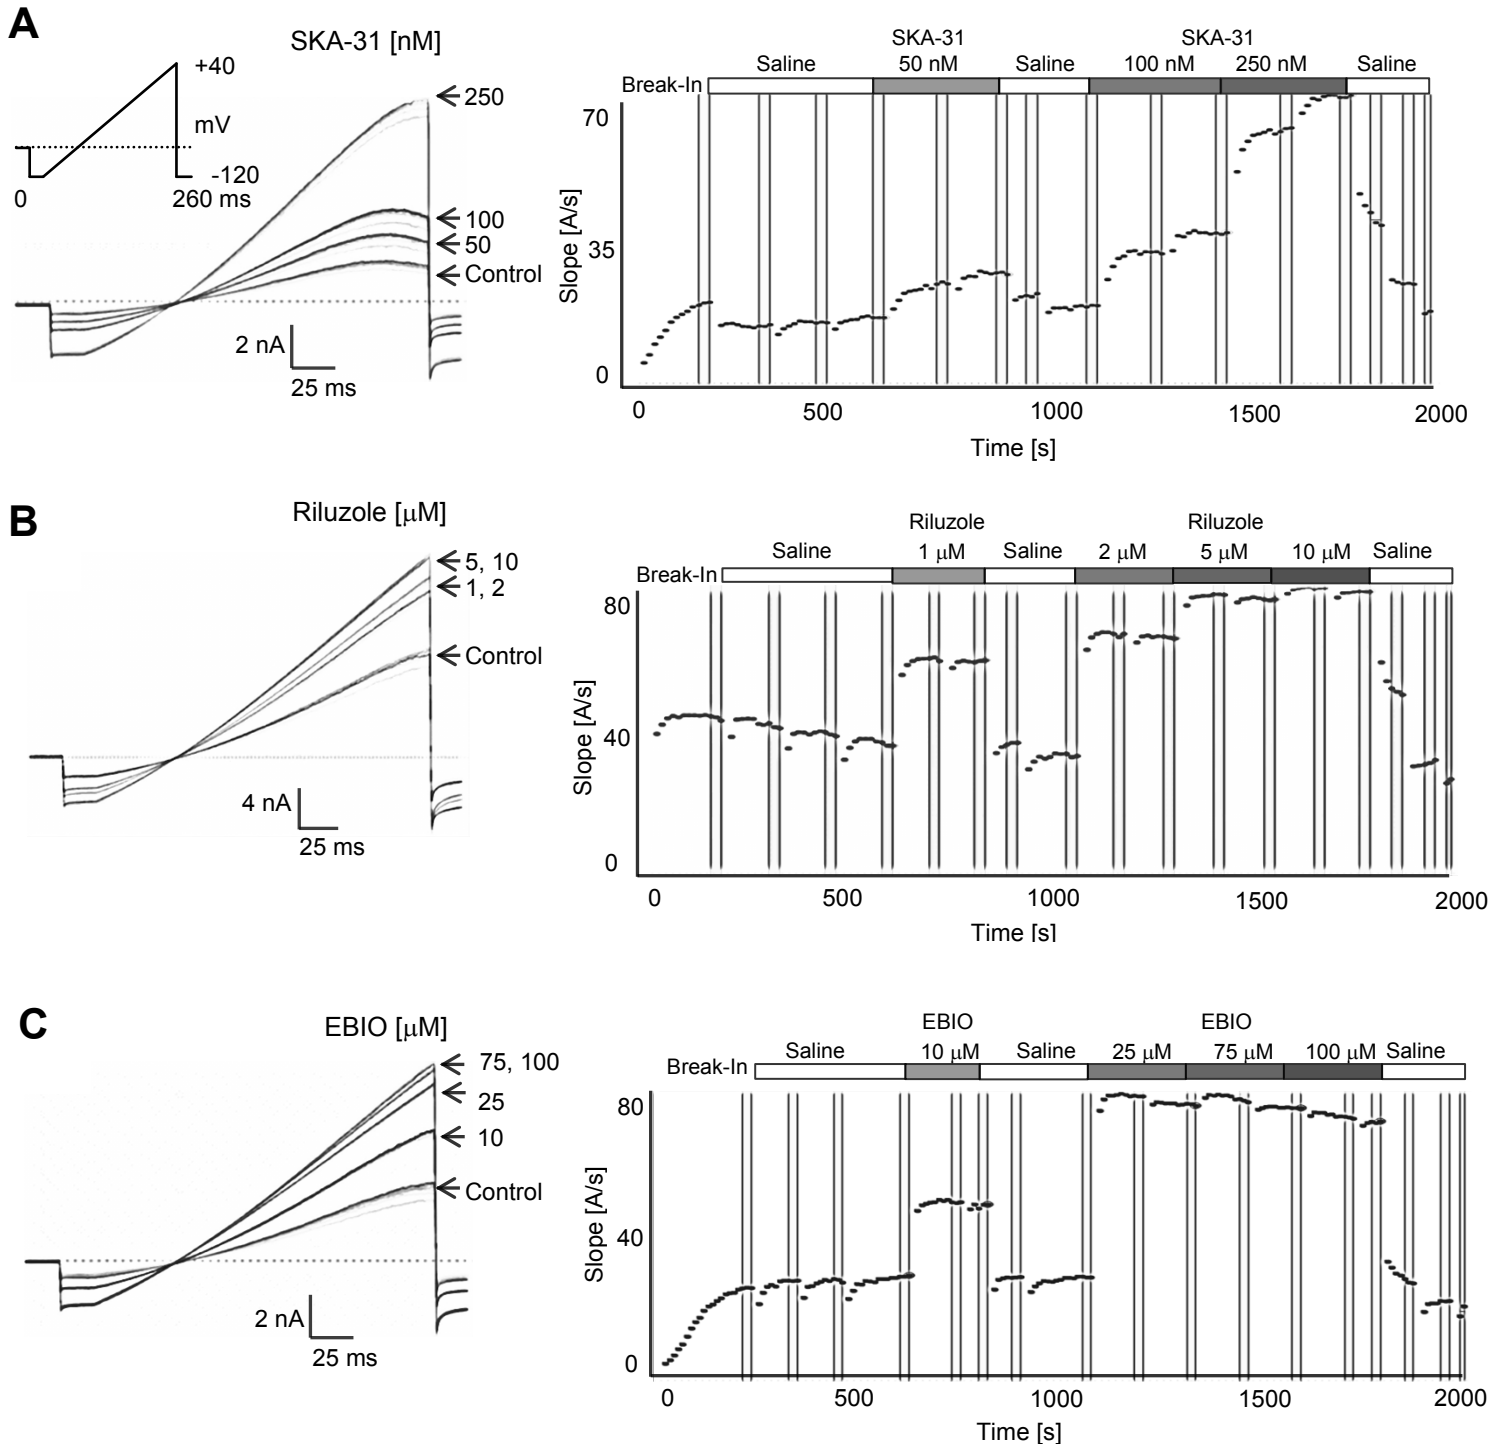 A
SKA-31 [nM]
+40
mV
-120
0
260 ms
250
100
50
Control
2 nA
25 ms
SKA-31
SKA-31
Break-In
Saline
50 nM
Saline
100 nM
250 nM
Saline
70
35
0
Slope [A/s]
0
500
1000
1500
2000
Time [s]
B
Riluzole [μM]
5, 10
1, 2
Control
4 nA
25 ms
Riluzole
Riluzole
Break-In
Saline
1 μM
Saline
2 μM
5 μM
10 μM
Saline
80
40
0
Slope [A/s]
0
500
1000
1500
2000
Time [s]
C
EBIO [μM]
75, 100
25
10
Control
2 nA
25 ms
EBIO
EBIO
Break-In
Saline
10 μM
Saline
25 μM
75 μM
100 μM
Saline
80
40
0
Slope [A/s]
0
500
1000
1500
2000
Time [s]